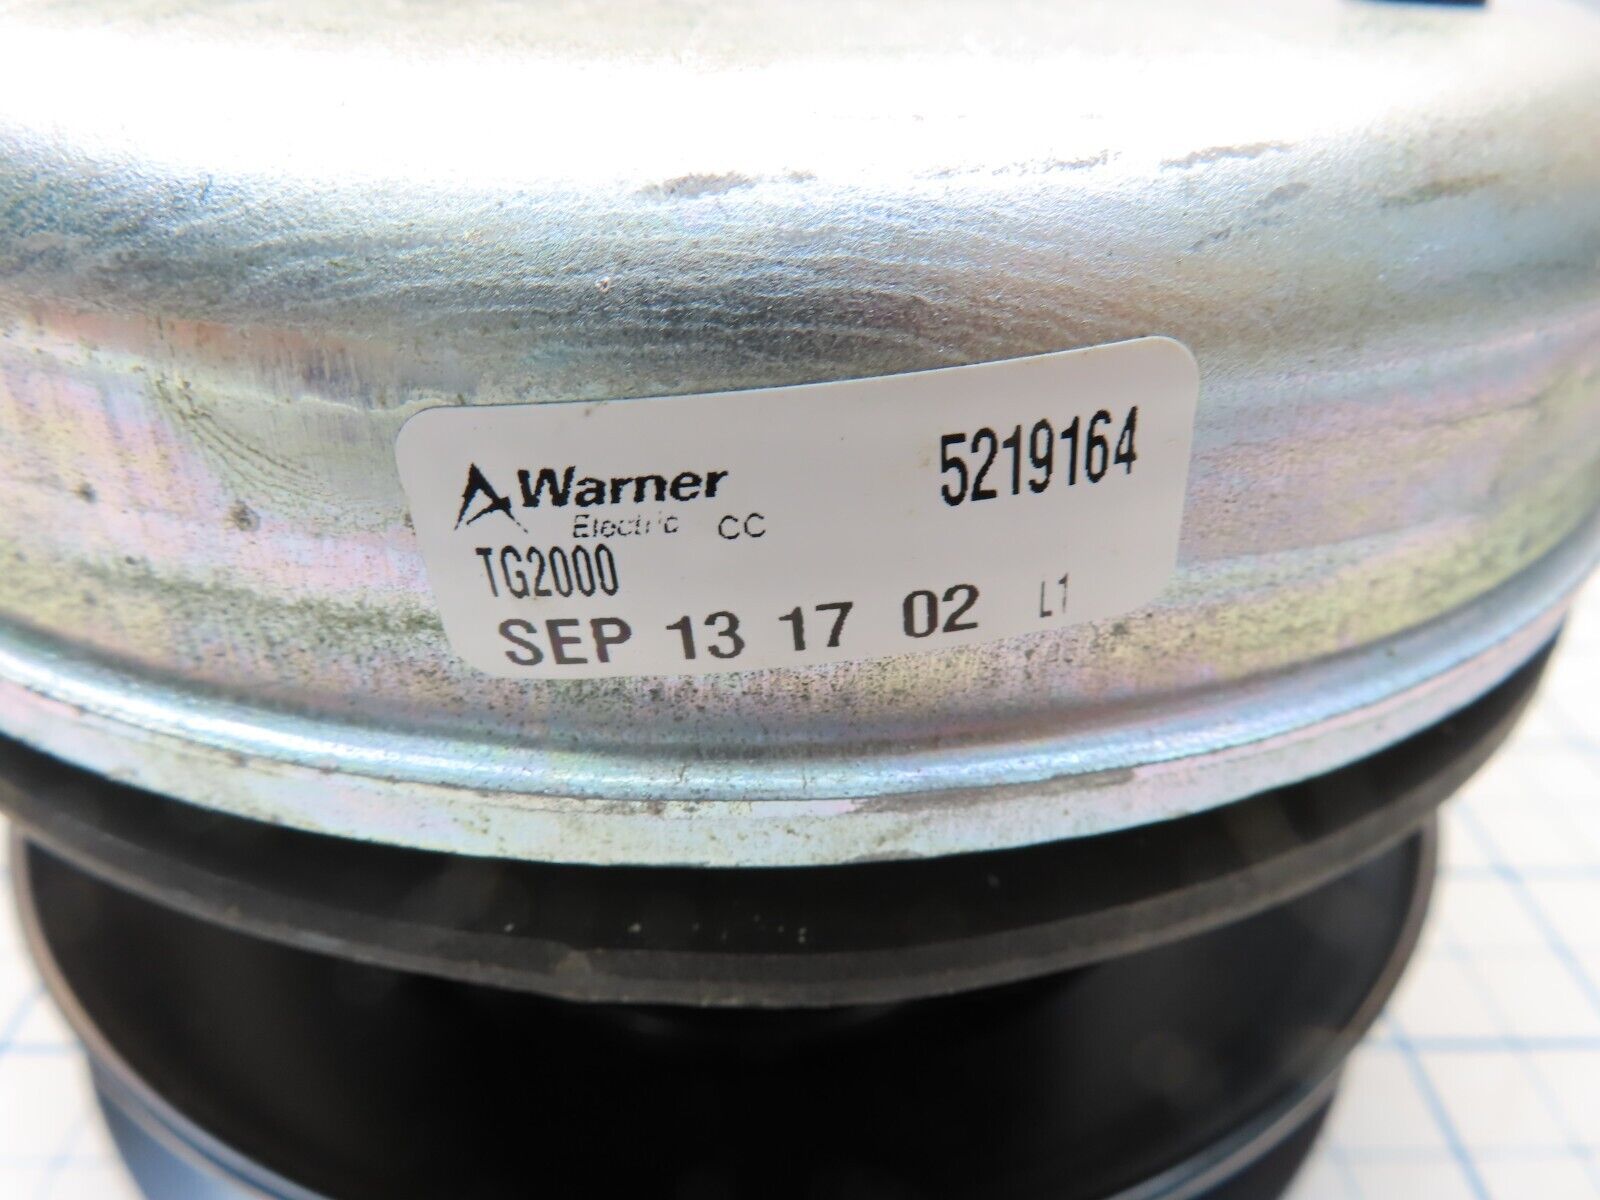 Warner 5219164
Electric CC
TG2000
SEP 13 17 02 L1